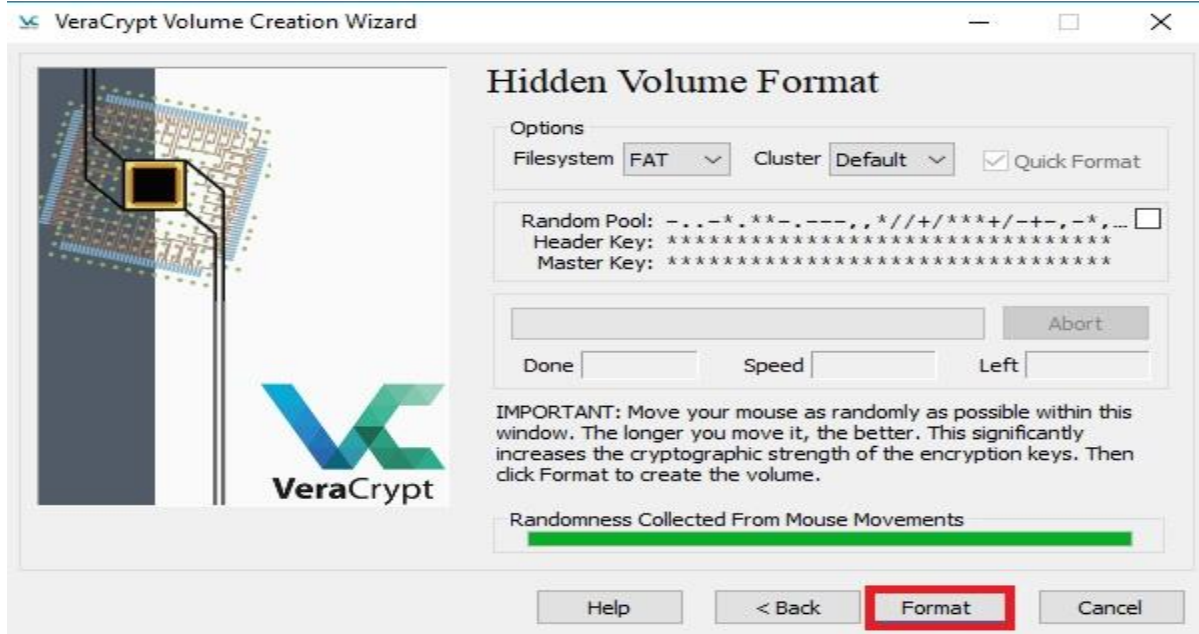 VeraCrypt Volume Creation Wizard
Hidden Volume Format
Options
Filesystem FAT Cluster Default Quick Format
Random Pool: -..-*.**-.---,,*//+/***+/-+-,-*,…
Header Key: ********************************
Master Key: ********************************
Abort
Done Speed Left
IMPORTANT: Move your mouse as randomly as possible within this
window. The longer you move it, the better. This significantly
increases the cryptographic strength of the encryption keys. Then
click Format to create the volume.
VeraCrypt
Randomness Collected From Mouse Movements
Help < Back Format Cancel